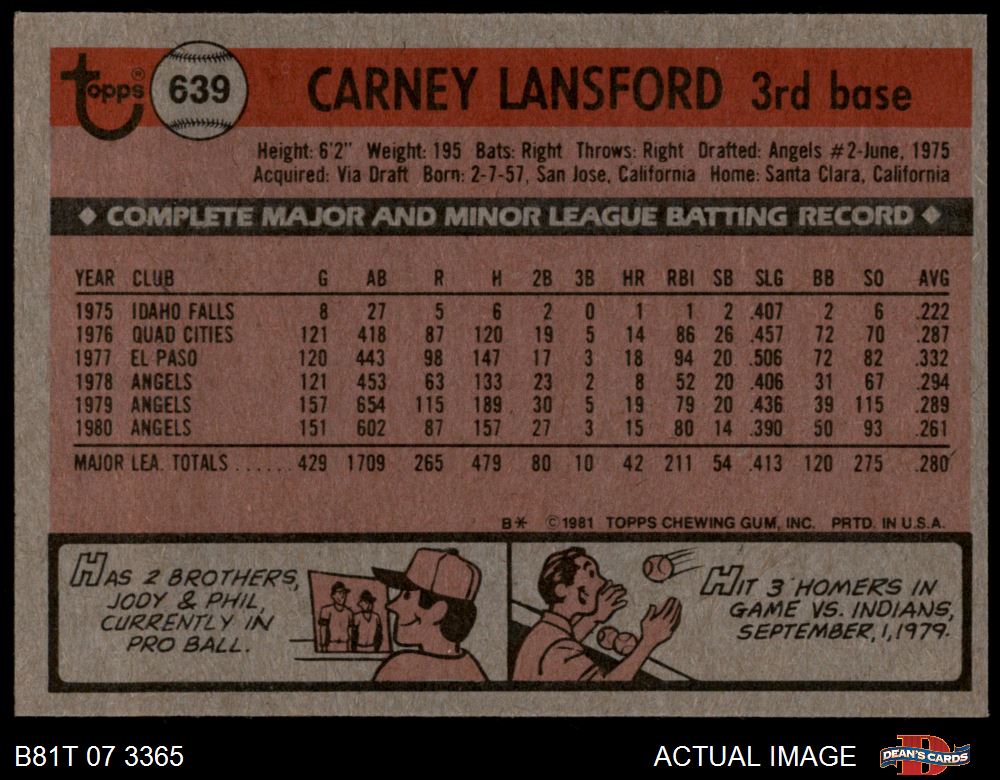 topps® 639 CARNEY LANSFORD 3rd base
Height: 6'2" Weight: 195 Bats: Right Throws: Right Drafted: Angels #2-June, 1975
Acquired: Via Draft Born: 2-7-57, San Jose, California Home: Santa Clara, California
◆ COMPLETE MAJOR AND MINOR LEAGUE BATTING RECORD ◆
YEAR CLUB G AB R H 2B 3B HR RBI SB SLG BB SO AVG
1975 IDAHO FALLS 8 27 5 6 2 0 1 1 2 .407 2 6 .222
1976 QUAD CITIES 121 418 87 120 19 5 14 86 26 .457 72 70 .287
1977 EL PASO 120 443 98 147 17 3 18 94 20 .506 72 82 .332
1978 ANGELS 121 453 63 133 23 2 8 52 20 .406 31 67 .294
1979 ANGELS 157 654 115 189 30 5 19 79 20 .436 39 115 .289
1980 ANGELS 151 602 87 157 27 3 15 80 14 .390 50 93 .261
MAJOR LEA. TOTALS ...... 429 1709 265 479 80 10 42 211 54 .413 120 275 .280
B* ©1981 TOPPS CHEWING GUM, INC. PRTD. IN U.S.A.
HAS 2 BROTHERS,
JODY & PHIL,
CURRENTLY IN
PRO BALL.
HIT 3 HOMERS IN
GAME VS. INDIANS,
SEPTEMBER, 1, 1979.
B81T 07 3365 ACTUAL IMAGE DEAN'S CARDS